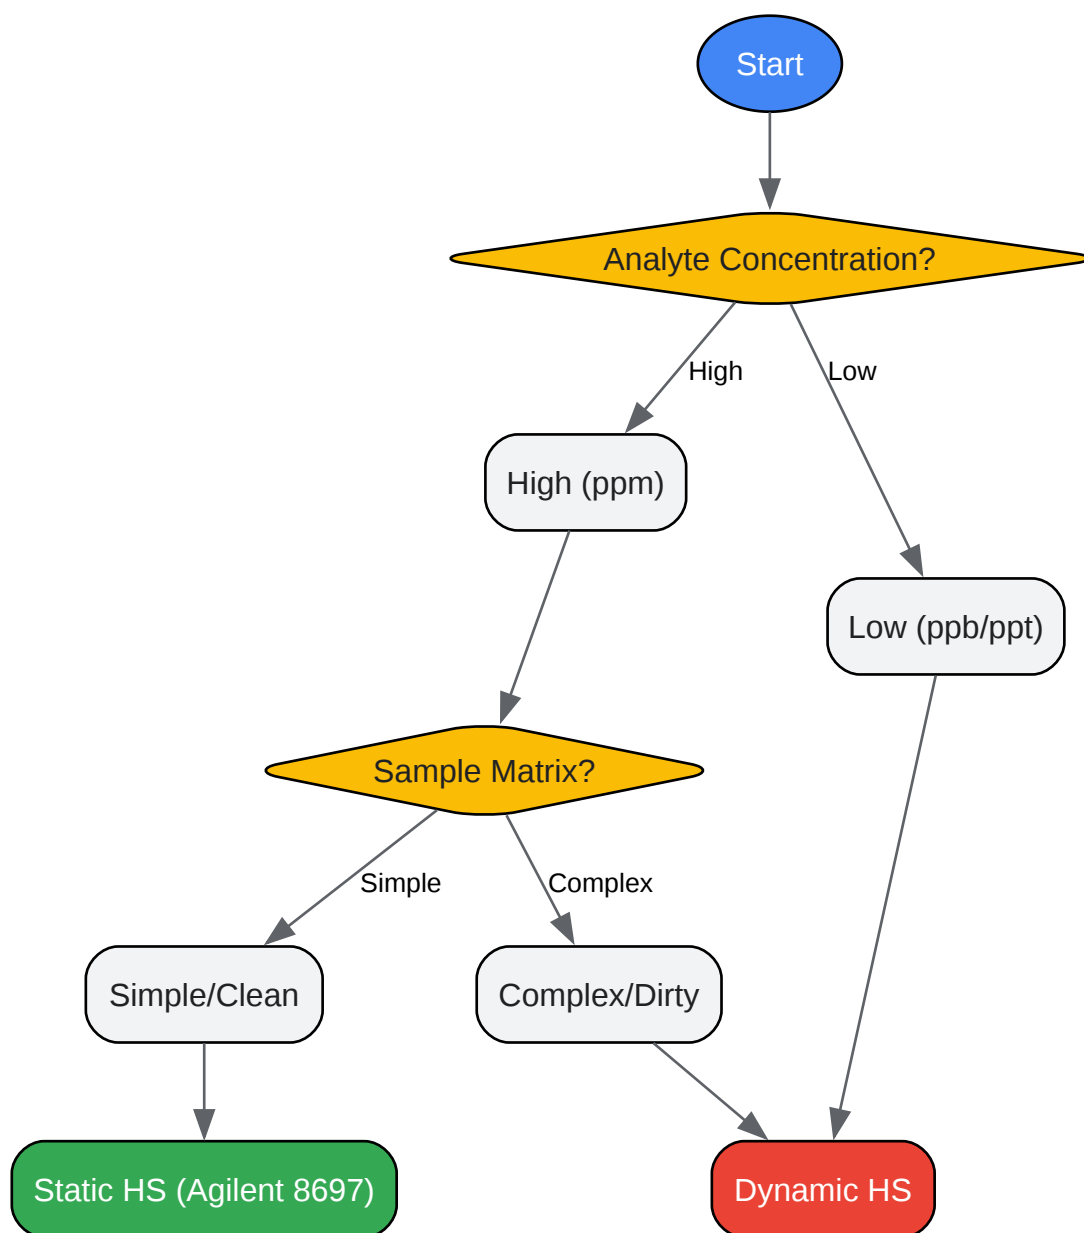 Start
Analyte Concentration?
High
Low
High (ppm)
Low (ppb/ppt)
Sample Matrix?
Simple
Complex
Simple/Clean
Complex/Dirty
Static HS (Agilent 8697)
Dynamic HS